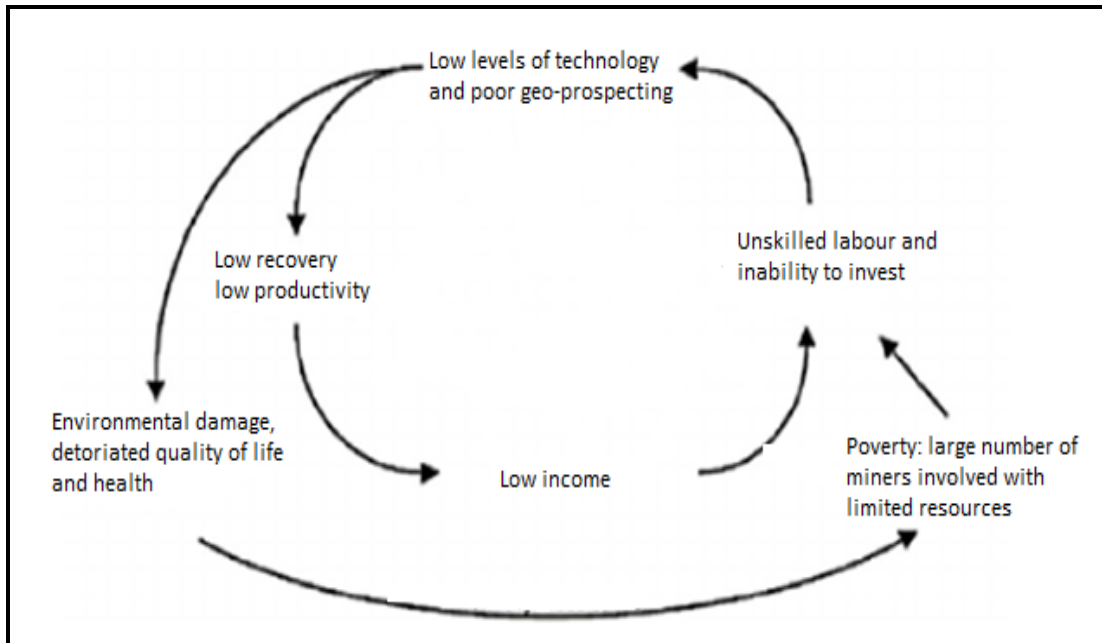 Low levels of technology
and poor geo-prospecting
Unskilled labour and
inability to invest
Low recovery
low productivity
Environmental damage,
detoriated quality of life
and health
Low income
Poverty: large number of
miners involved with
limited resources